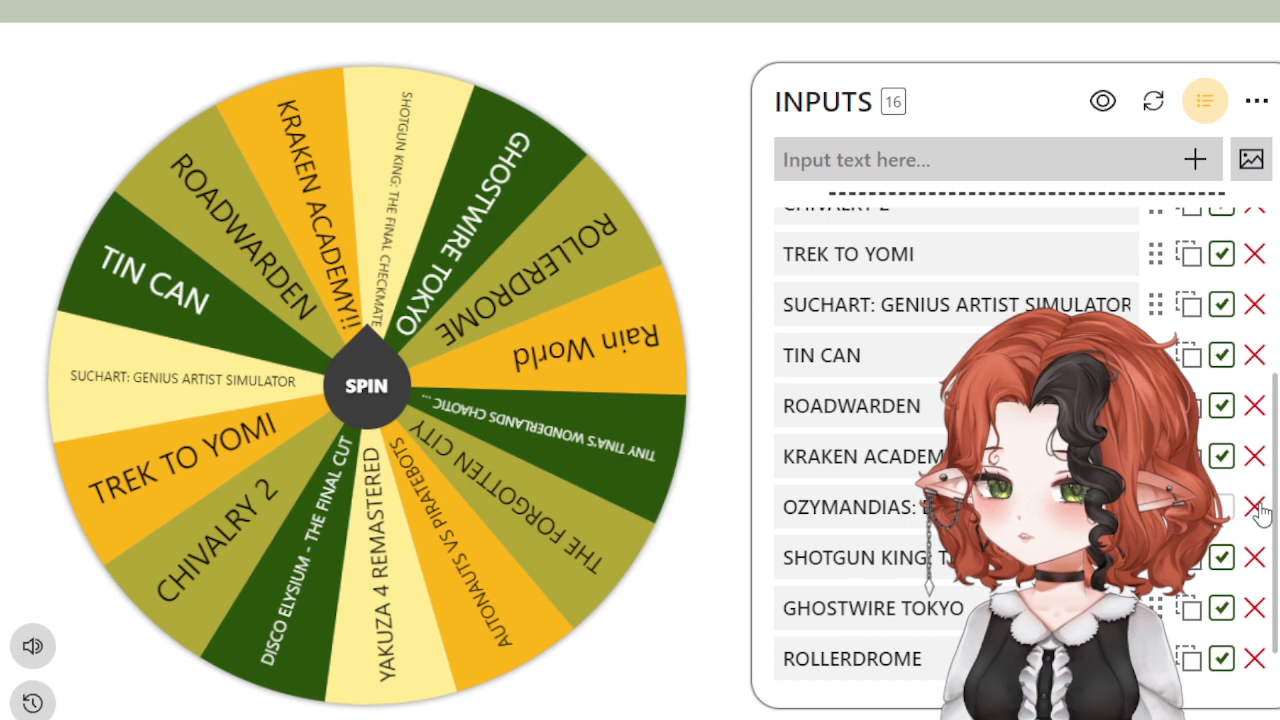 SHOTGUN KING: THE FINAL CHECKMATE
GHOSTWIRE TOKYO
ROLLERDROME
Rain World
TINY TINA'S WONDERLANDS CHAOTIC ...
THE FORGOTTEN CITY
AUTONAUTS VS PIRATEBOTS
YAKUZA 4 REMASTERED
DISCO ELYSIUM - THE FINAL CUT
CHIVALRY 2
TREK TO YOMI
SUCHART: GENIUS ARTIST SIMULATOR
TIN CAN
ROADWARDEN
KRAKEN ACADEMY!!
SPIN
INPUTS 16
Input text here...
CHIVALRY 2
TREK TO YOMI
SUCHART: GENIUS ARTIST SIMULATOR
TIN CAN
ROADWARDEN
KRAKEN ACADEM
OZYMANDIAS:
SHOTGUN KING: T
GHOSTWIRE TOKYO
ROLLERDROME